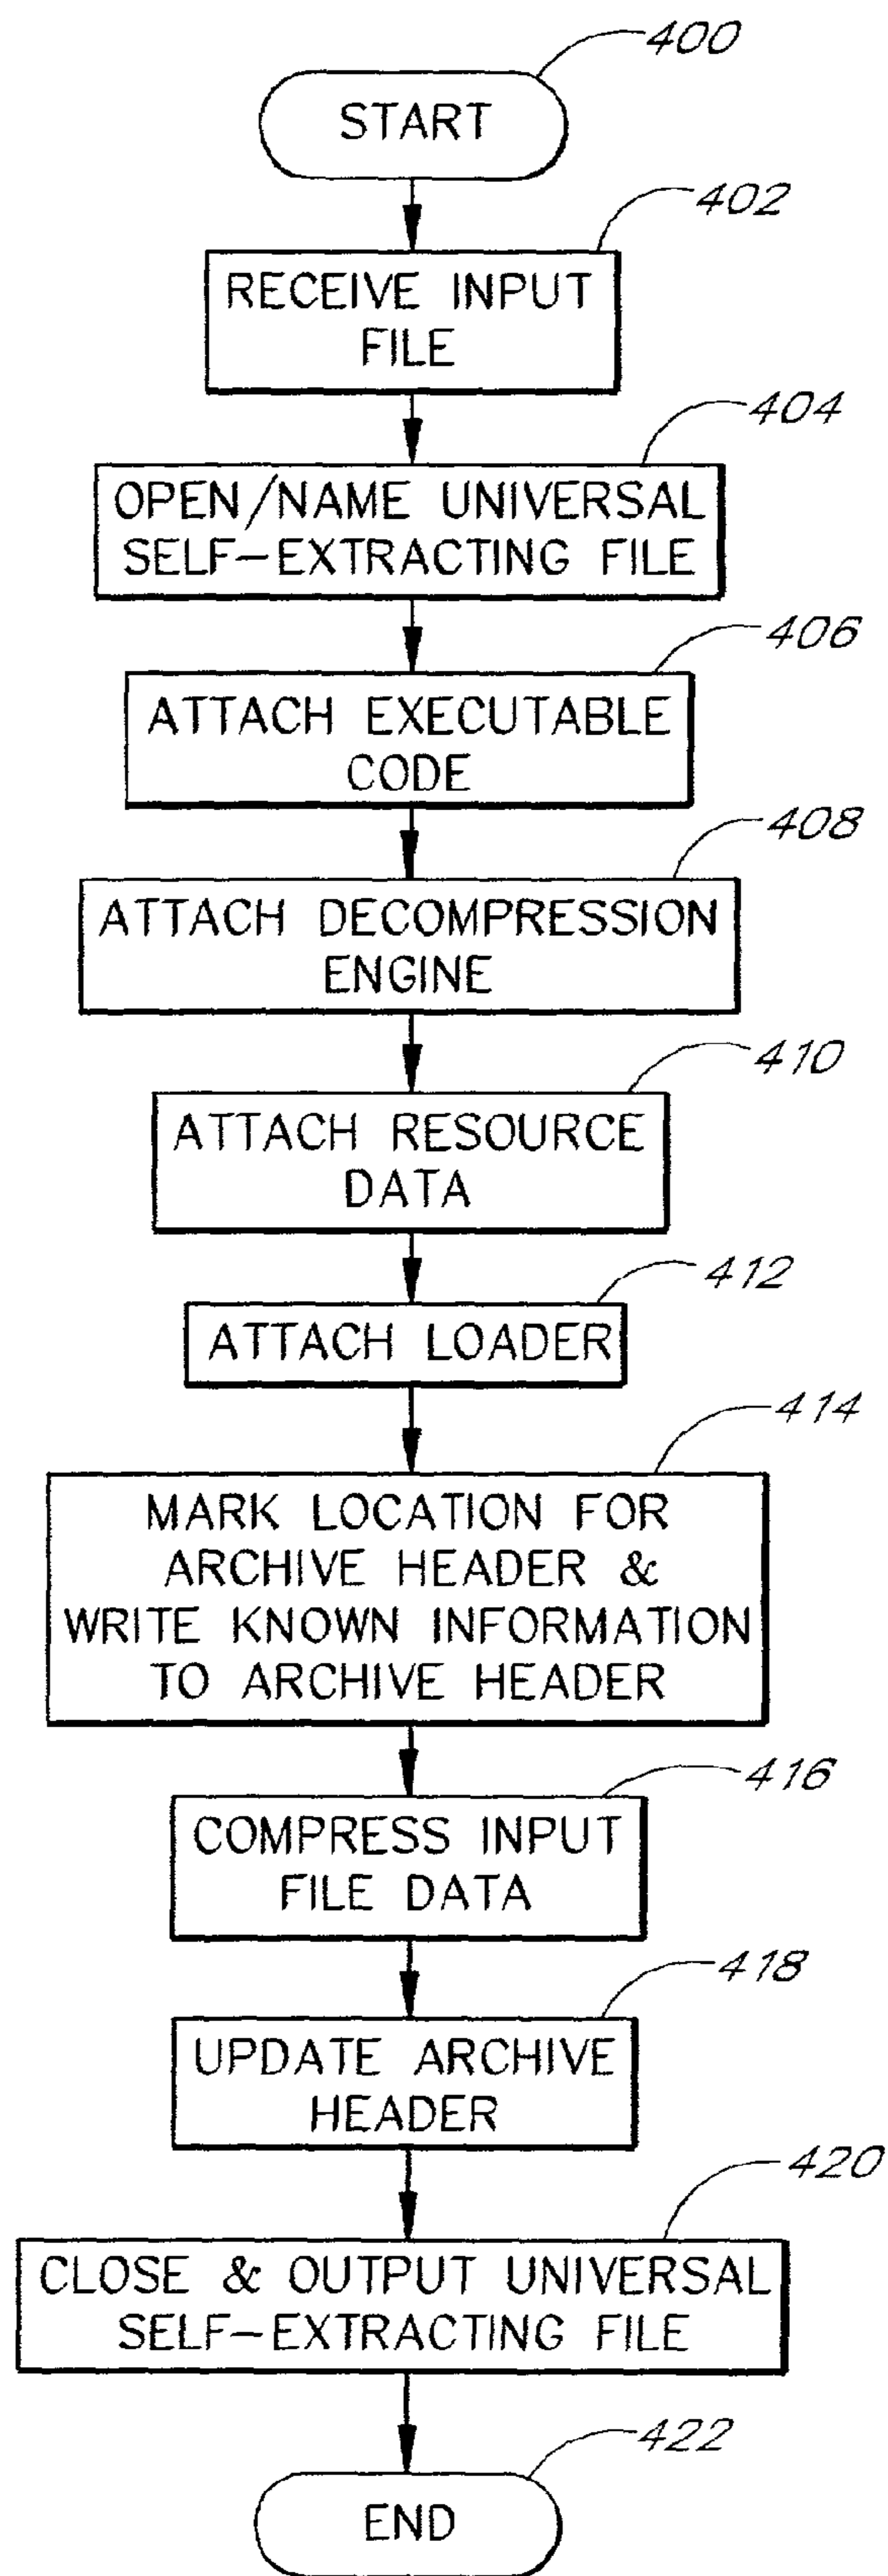 400
START
402
RECEIVE INPUT
FILE
404
OPEN/NAME UNIVERSAL
SELF-EXTRACTING FILE
406
ATTACH EXECUTABLE
CODE
408
ATTACH DECOMPRESSION
ENGINE
410
ATTACH RESOURCE
DATA
412
ATTACH LOADER
414
MARK LOCATION FOR
ARCHIVE HEADER &
WRITE KNOWN INFORMATION
TO ARCHIVE HEADER
416
COMPRESS INPUT
FILE DATA
418
UPDATE ARCHIVE
HEADER
420
CLOSE & OUTPUT UNIVERSAL
SELF-EXTRACTING FILE
422
END